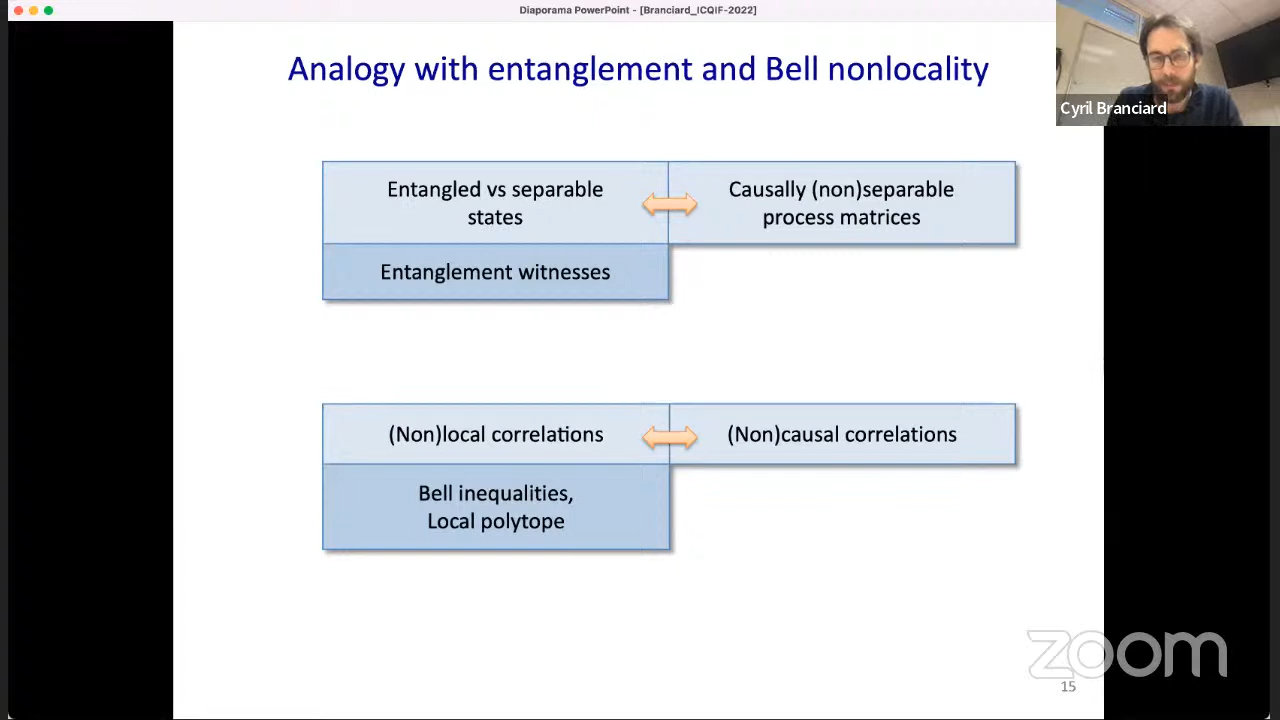 Diaporama PowerPoint - [Branciard_ICQIF-2022]
Analogy with entanglement and Bell nonlocality
Cyril Branciard
Entangled vs separable
states
Causally (non)separable
process matrices
Entanglement witnesses
(Non)local correlations
(Non)causal correlations
Bell inequalities,
Local polytope
zoom
15